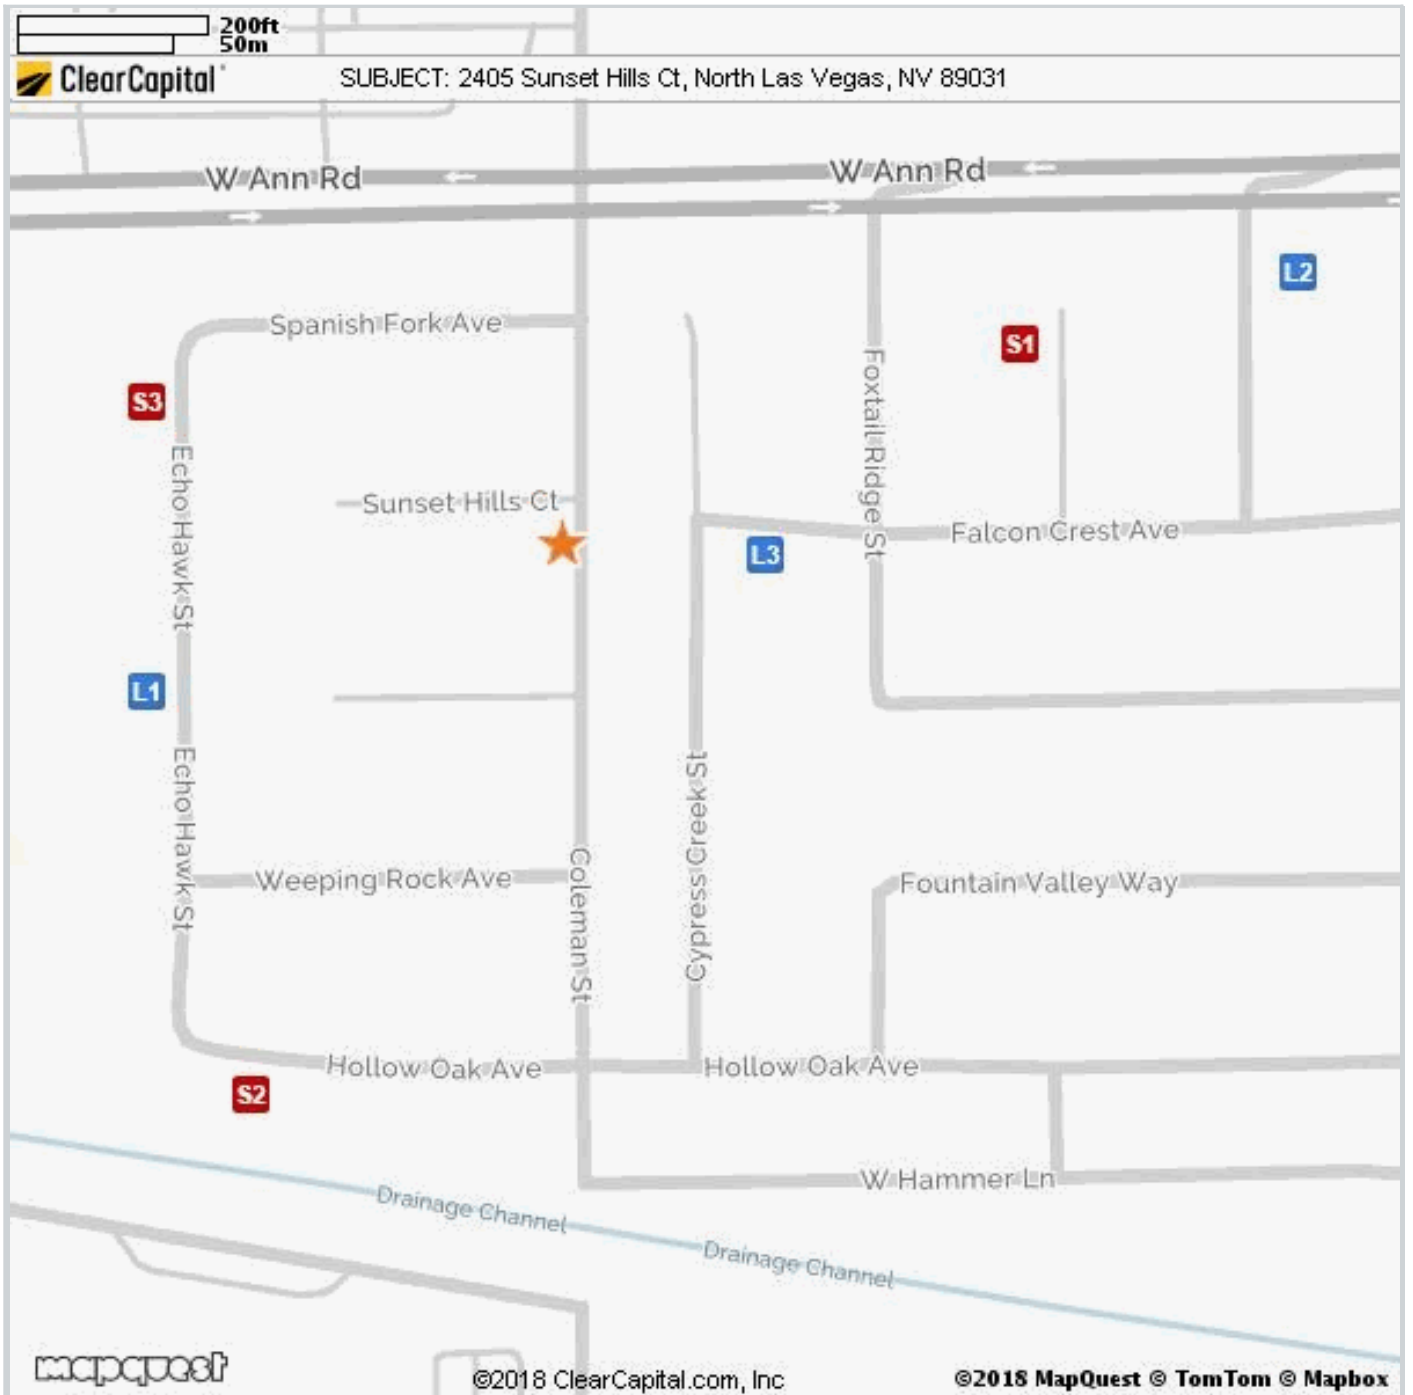 200ft
50m
ClearCapital
SUBJECT: 2405 Sunset Hills Ct, North Las Vegas, NV 89031
W Ann Rd
W Ann Rd
L2
Spanish Fork Ave
S1
S3
Foxtail Ridge St
Echo Hawk St
Sunset Hills Ct
Falcon Crest Ave
L3
L1
Echo Hawk St
Cypress Creek St
Coleman St
Weeping Rock Ave
Fountain Valley Way
Hollow Oak Ave
Hollow Oak Ave
S2
W Hammer Ln
Drainage Channel
Drainage Channel
mapquest
©2018 ClearCapital.com, Inc
©2018 MapQuest © TomTom © Mapbox